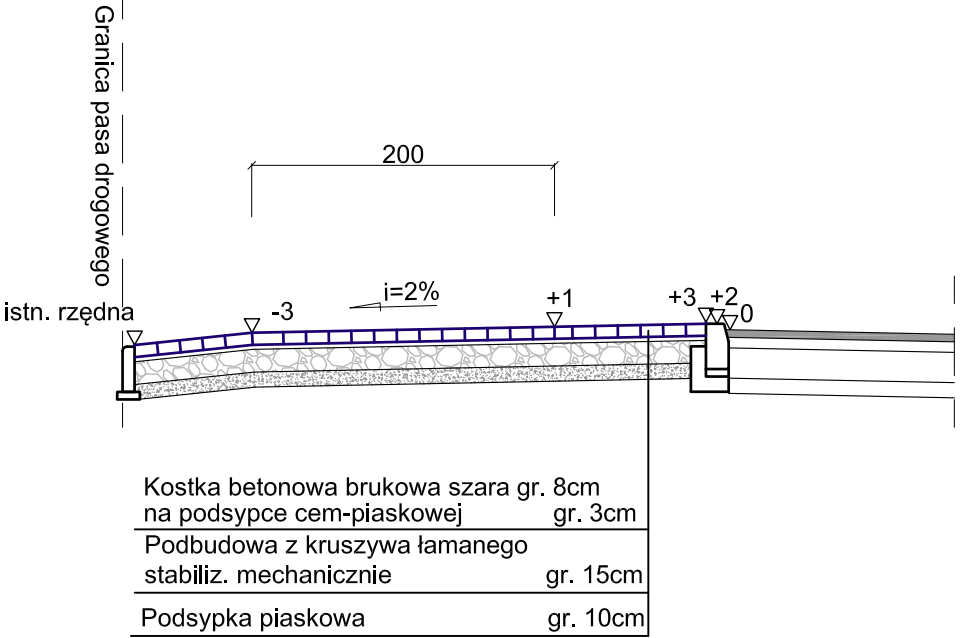 Granica pasa drogowego
200
istn. rzędna
-3
i=2%
+1
+3
+2
0
Kostka betonowa brukowa szara gr. 8cm
na podsypce cem-piaskowej gr. 3cm
Podbudowa z kruszywa łamanego
stabiliz. mechanicznie gr. 15cm
Podsypka piaskowa gr. 10cm